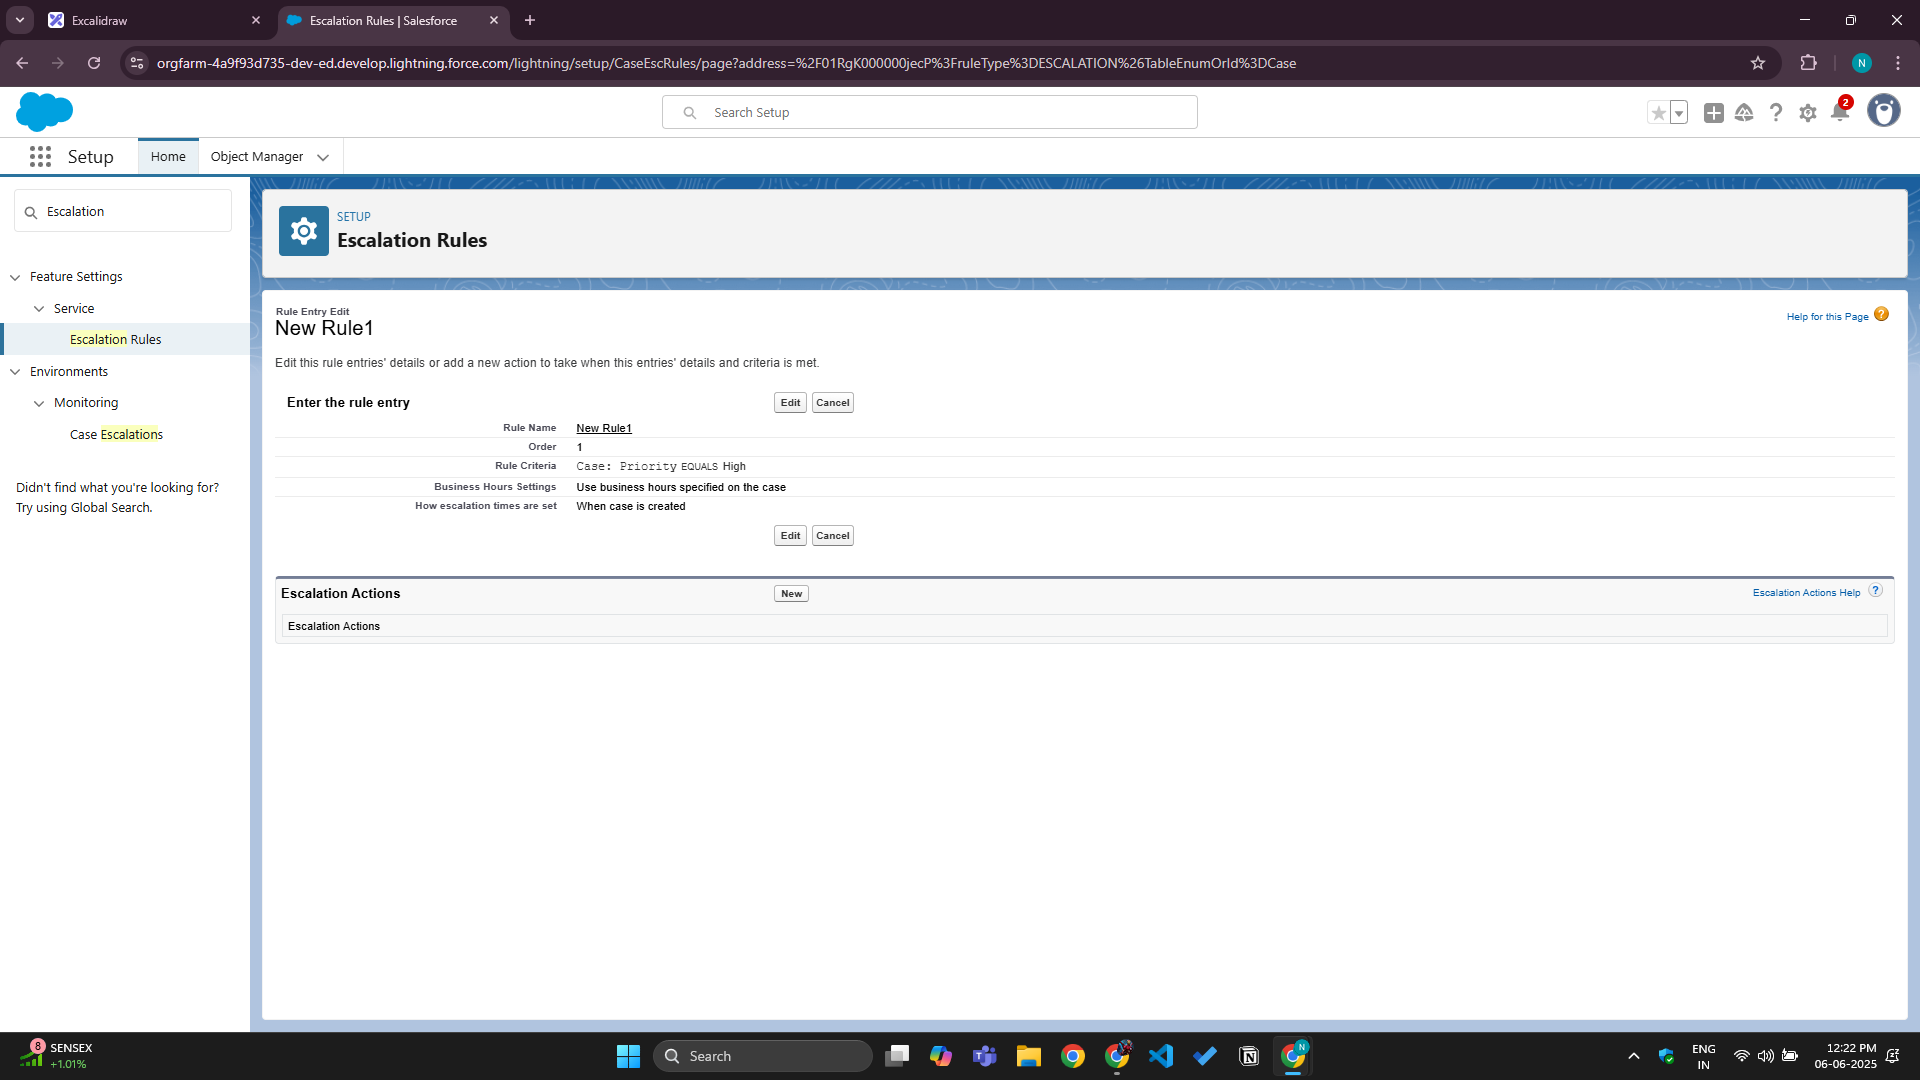 Excalidraw
Escalation Rules | Salesforce
orgfarm-4a9f93d735-dev-ed.develop.lightning.force.com/lightning/setup/CaseEscRules/page?address=%2F01RgK000000jecP%3FruleType%3DESCALATION%26TableEnumOrId%3DCase
N
Search Setup
2
Setup
Home
Object Manager
Escalation
Feature Settings
Service
Escalation Rules
Environments
Monitoring
Case Escalations
Didn't find what you're looking for?
Try using Global Search.
SETUP
Escalation Rules
Rule Entry Edit
New Rule1
Help for this Page ?
Edit this rule entries' details or add a new action to take when this entries' details and criteria is met.
Enter the rule entry
Edit Cancel
Rule Name New Rule1
Order 1
Rule Criteria Case: Priority EQUALS High
Business Hours Settings Use business hours specified on the case
How escalation times are set When case is created
Edit Cancel
Escalation Actions
New
Escalation Actions Help ?
Escalation Actions
8
SENSEX
+1.01%
Search
N
ENG
IN
12:22 PM
06-06-2025